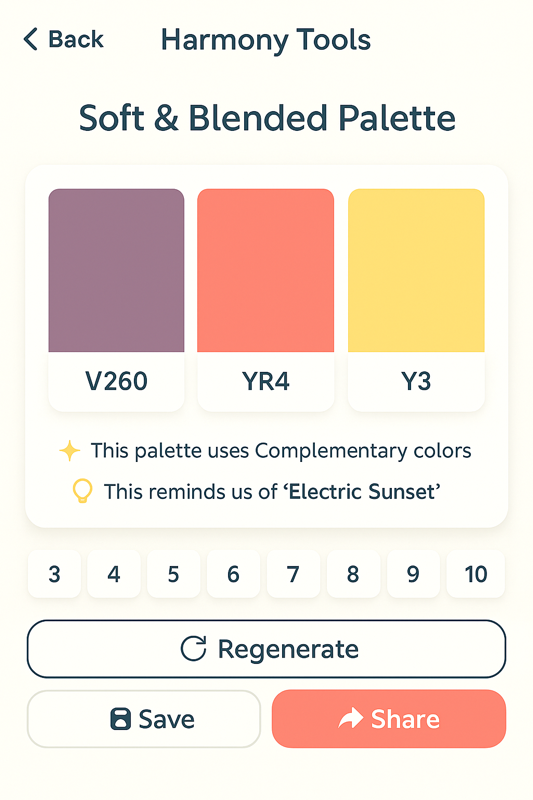 Back Harmony Tools
Soft & Blended Palette
V260 YR4 Y3
This palette uses Complementary colors
This reminds us of ‘Electric Sunset’
3 4 5 6 7 8 9 10
Regenerate
Save Share